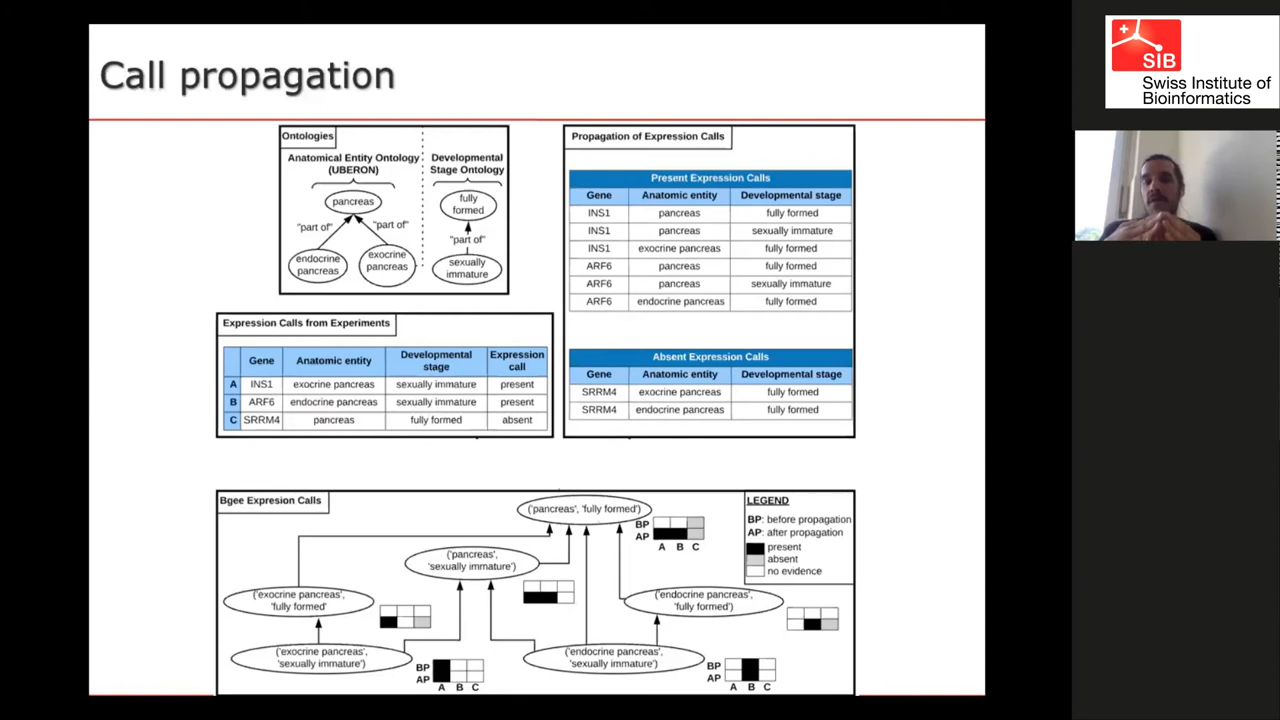 Call propagation
SIB
Swiss Institute of
Bioinformatics
Ontologies
Anatomical Entity Ontology
(UBERON)
Developmental
Stage Ontology
pancreas
fully
formed
"part of"
"part of"
"part of"
endocrine
pancreas
exocrine
pancreas
sexually
immature
Expression Calls from Experiments
Gene Anatomic entity Developmental stage Expression call
A INS1 exocrine pancreas sexually immature present
B ARF6 endocrine pancreas sexually immature present
C SRRM4 pancreas fully formed absent
Propagation of Expression Calls
Present Expression Calls
Gene Anatomic entity Developmental stage
INS1 pancreas fully formed
INS1 pancreas sexually immature
INS1 exocrine pancreas fully formed
ARF6 pancreas fully formed
ARF6 pancreas sexually immature
ARF6 endocrine pancreas fully formed
Absent Expression Calls
Gene Anatomic entity Developmental stage
SRRM4 exocrine pancreas fully formed
SRRM4 endocrine pancreas fully formed
Bgee Expresion Calls
('pancreas', 'fully formed')
BP
AP
A B C
('pancreas',
'sexually immature')
('exocrine pancreas',
'fully formed'
('endocrine pancreas',
'fully formed')
('exocrine pancreas',
'sexually immature')
BP
AP
A B C
('endocrine pancreas',
'sexually immature')
BP
AP
A B C
LEGEND
BP: before propagation
AP: after propagation
present
absent
no evidence